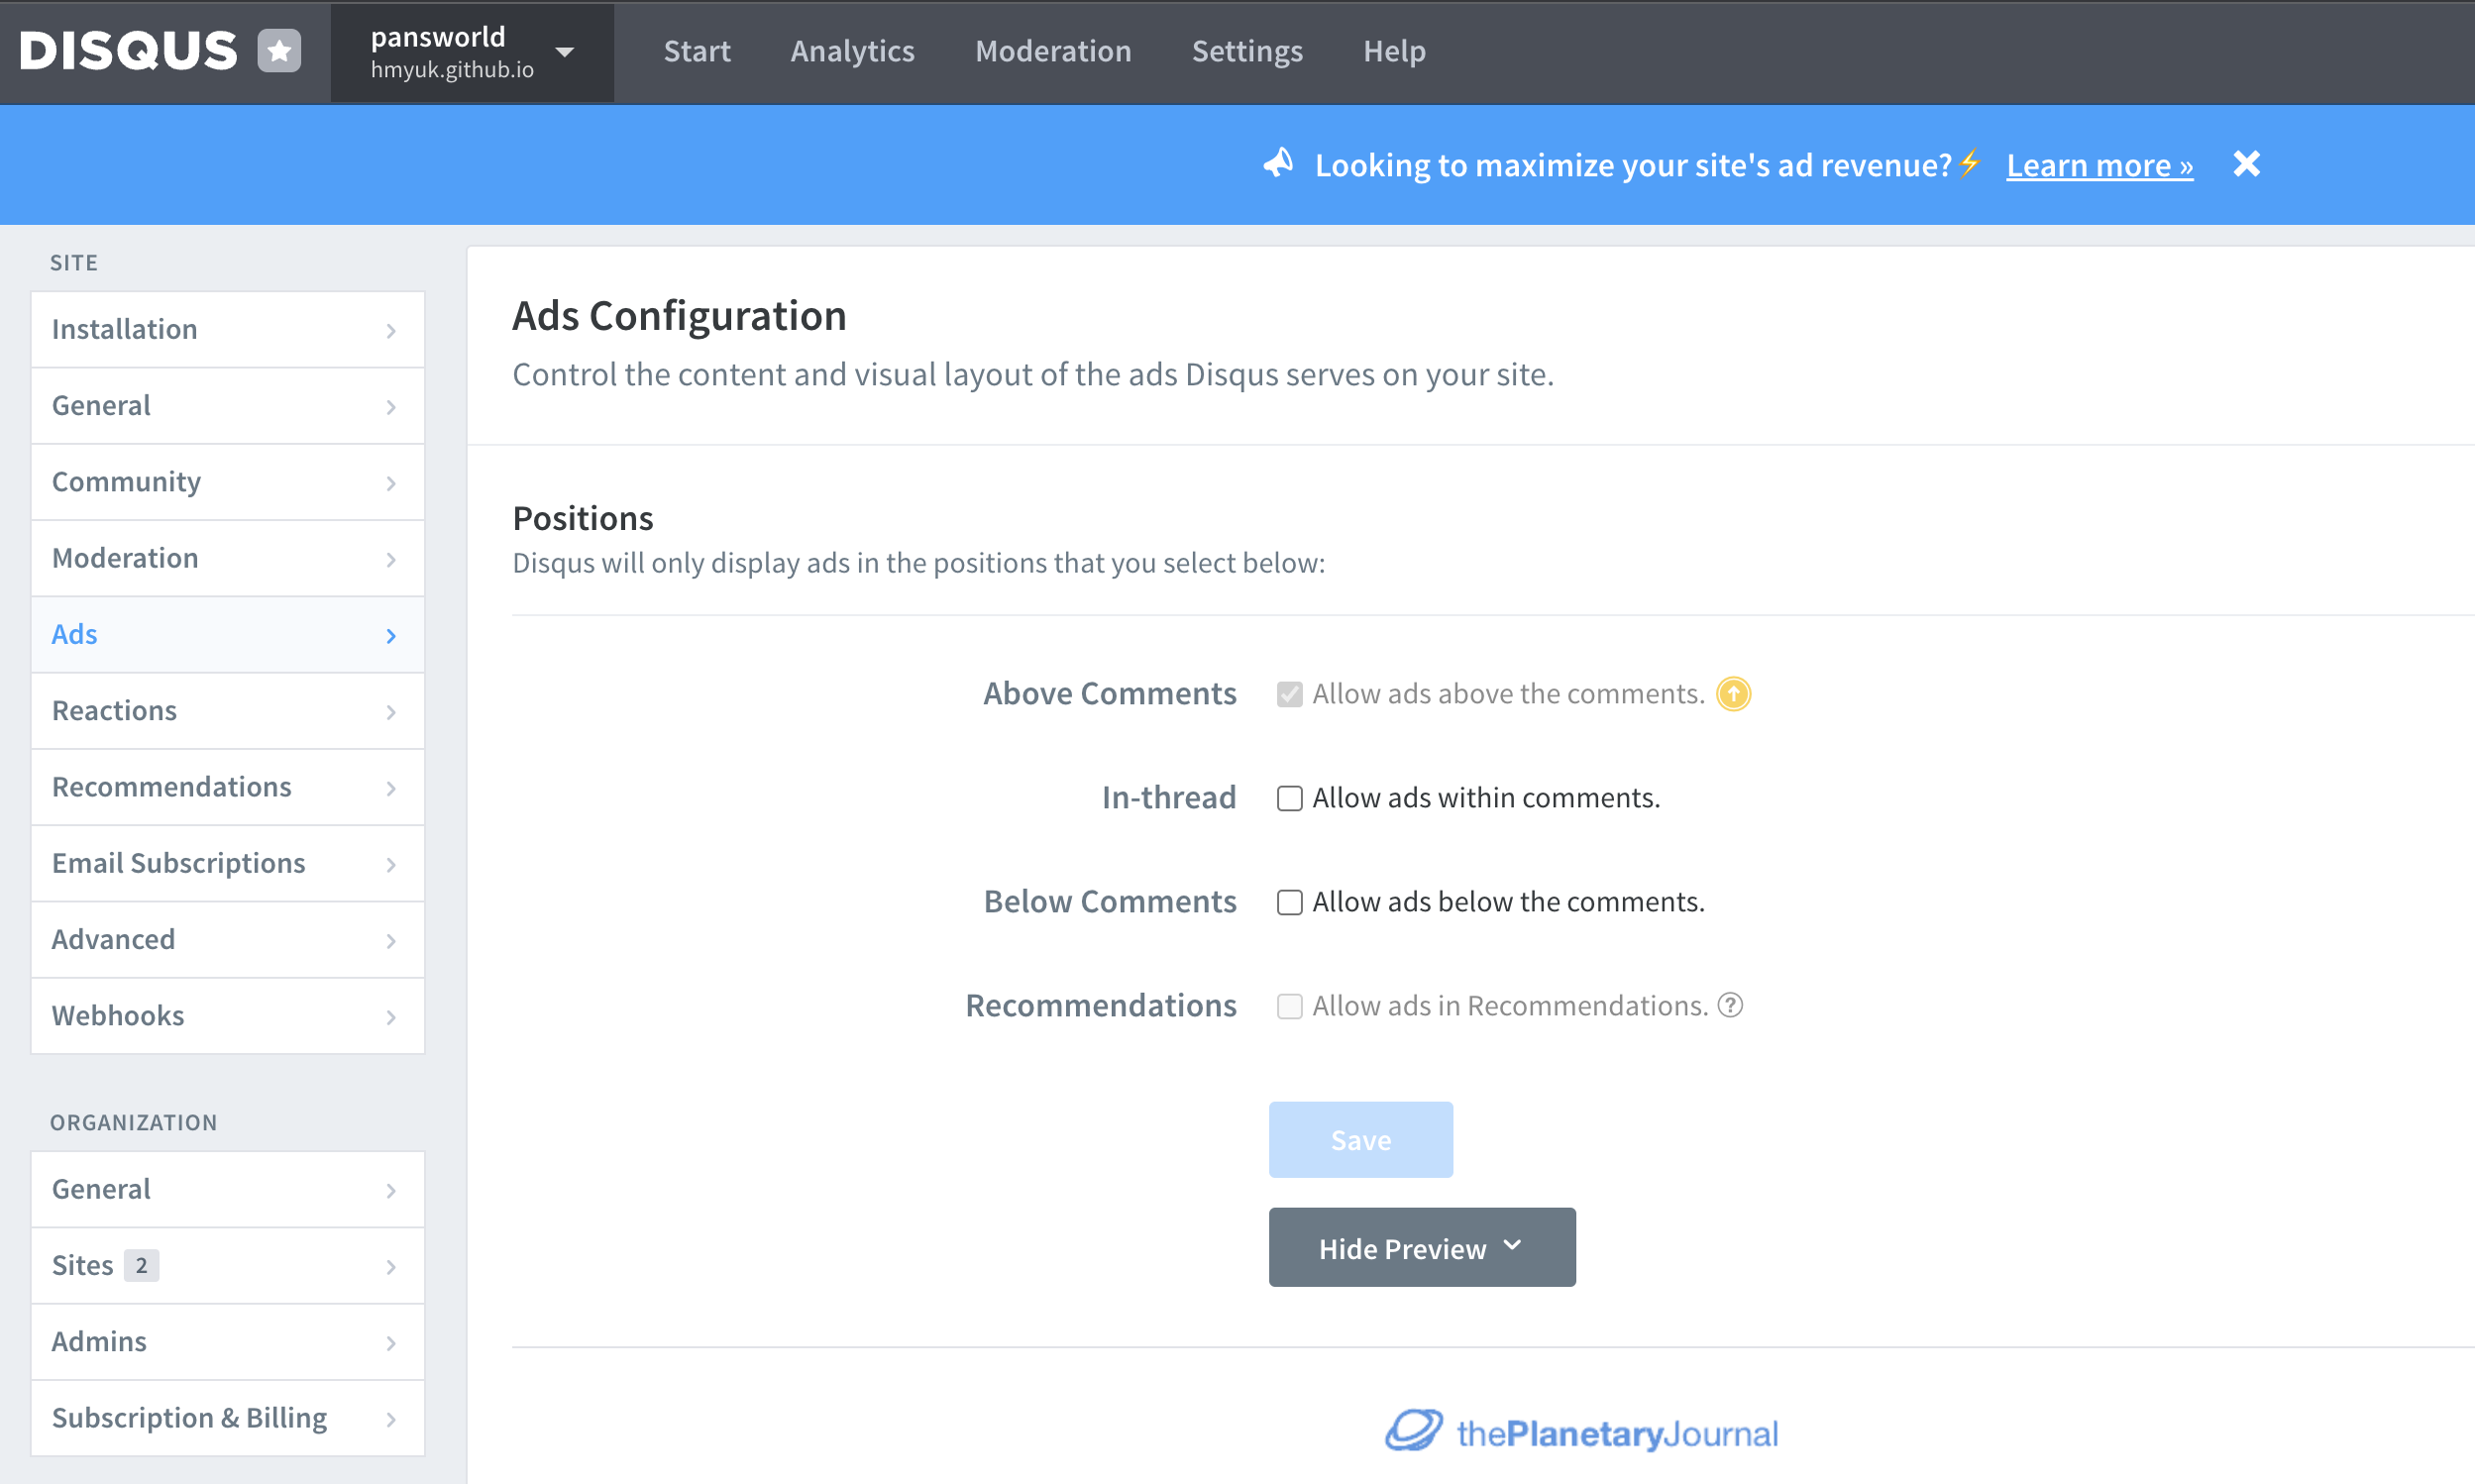 DISQUS
pansworld
hmyuk.github.io
Start
Analytics
Moderation
Settings
Help
Looking to maximize your site's ad revenue?⚡ Learn more »
SITE
Installation
General
Community
Moderation
Ads
Reactions
Recommendations
Email Subscriptions
Advanced
Webhooks
ORGANIZATION
General
Sites 2
Admins
Subscription & Billing
Ads Configuration
Control the content and visual layout of the ads Disqus serves on your site.
Positions
Disqus will only display ads in the positions that you select below:
Above Comments Allow ads above the comments.
In-thread Allow ads within comments.
Below Comments Allow ads below the comments.
Recommendations Allow ads in Recommendations. ?
Save
Hide Preview
thePlanetaryJournal